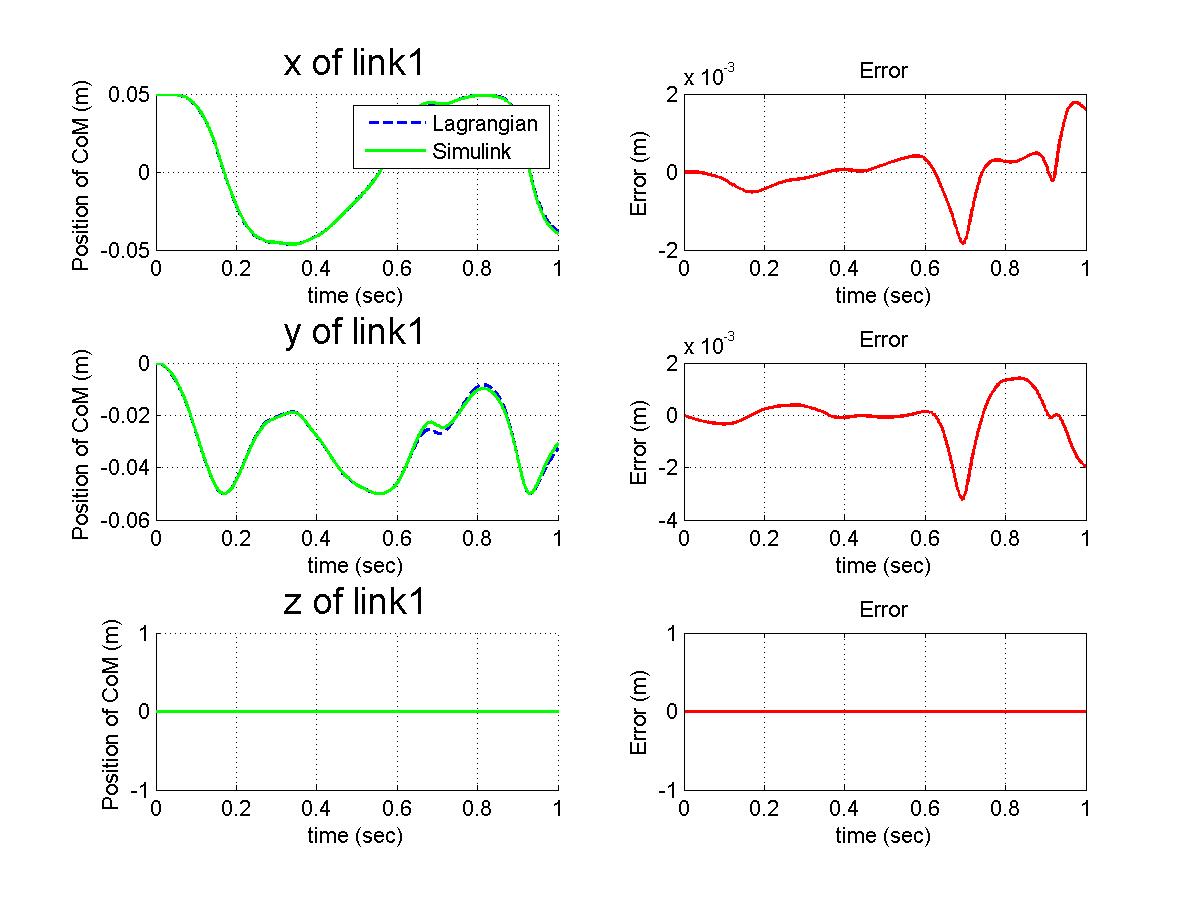 x of link1
Position of CoM (m)
0.05
0
-0.05
Lagrangian
Simulink
0 0.2 0.4 0.6 0.8 1
time (sec)
Error
x 10-3
Error (m)
2
0
-2
0 0.2 0.4 0.6 0.8 1
time (sec)
y of link1
Position of CoM (m)
0
-0.02
-0.04
-0.06
0 0.2 0.4 0.6 0.8 1
time (sec)
Error
x 10-3
Error (m)
2
0
-2
-4
0 0.2 0.4 0.6 0.8 1
time (sec)
z of link1
Position of CoM (m)
1
0
-1
0 0.2 0.4 0.6 0.8 1
time (sec)
Error
Error (m)
1
0
-1
0 0.2 0.4 0.6 0.8 1
time (sec)